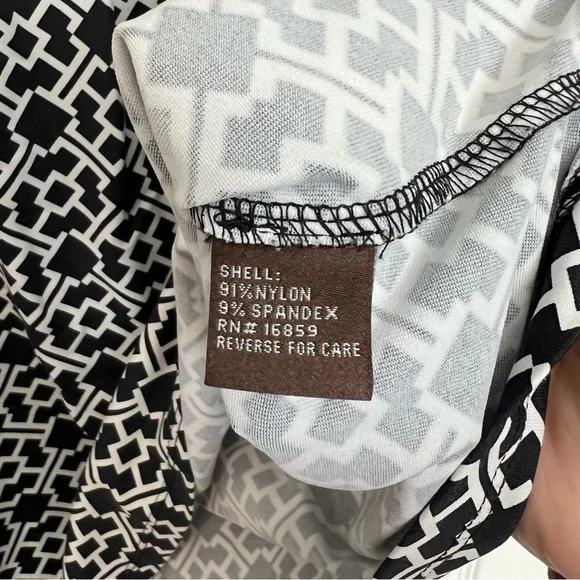 SHELL:
91%NYLON
9% SPANDEX
RN# 16859
REVERSE FOR CARE